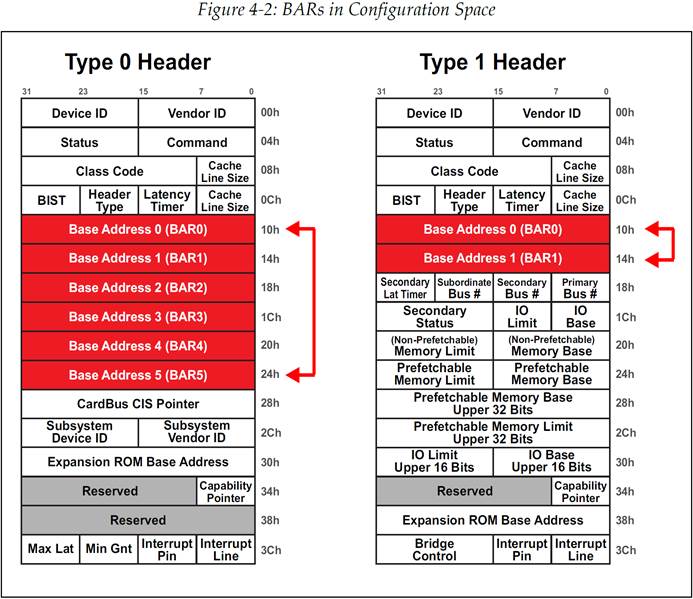 Figure 4-2: BARs in Configuration Space
Type 0 Header
31 23 15 7 0
Device ID Vendor ID 00h
Status Command 04h
Class Code Cache Line Size 08h
BIST Header Type Latency Timer Cache Line Size 0Ch
Base Address 0 (BAR0) 10h
Base Address 1 (BAR1) 14h
Base Address 2 (BAR2) 18h
Base Address 3 (BAR3) 1Ch
Base Address 4 (BAR4) 20h
Base Address 5 (BAR5) 24h
CardBus CIS Pointer 28h
Subsystem Device ID Subsystem Vendor ID 2Ch
Expansion ROM Base Address 30h
Reserved Capability Pointer 34h
Reserved 38h
Max Lat Min Gnt Interrupt Pin Interrupt Line 3Ch
Type 1 Header
31 23 15 7 0
Device ID Vendor ID 00h
Status Command 04h
Class Code Cache Line Size 08h
BIST Header Type Latency Timer Cache Line Size 0Ch
Base Address 0 (BAR0) 10h
Base Address 1 (BAR1) 14h
Secondary Lat Timer Subordinate Bus # Secondary Bus # Primary Bus # 18h
Secondary Status IO Limit IO Base 1Ch
(Non-Prefetchable) Memory Limit (Non-Prefetchable) Memory Base 20h
Prefetchable Memory Limit Prefetchable Memory Base 24h
Prefetchable Memory Base Upper 32 Bits 28h
Prefetchable Memory Limit Upper 32 Bits 2Ch
IO Limit Upper 16 Bits IO Base Upper 16 Bits 30h
Reserved Capability Pointer 34h
Expansion ROM Base Address 38h
Bridge Control Interrupt Pin Interrupt Line 3Ch